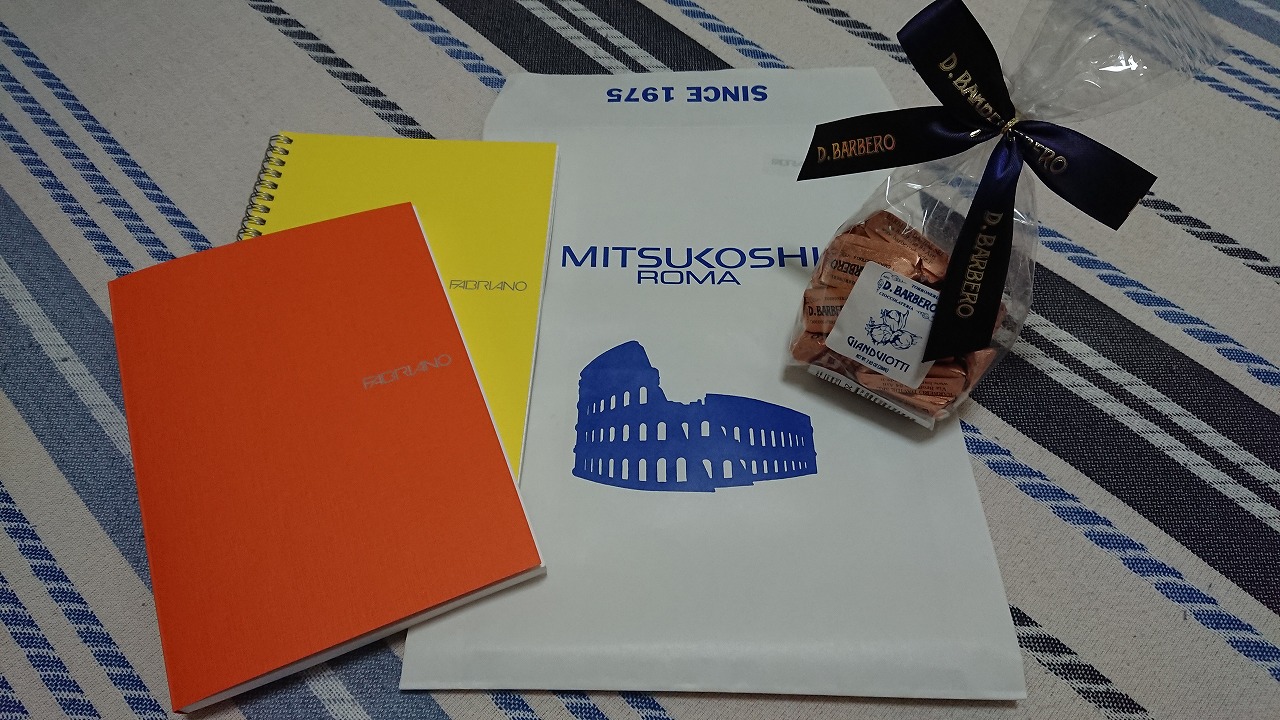 SINCE 1975
MITSUKOSHI
ROMA
FABRIANO
FABRIANO
D. BARBERO
D. BARBERO
D. BARBERO
D. BARBERO
GIANDUIOTTI